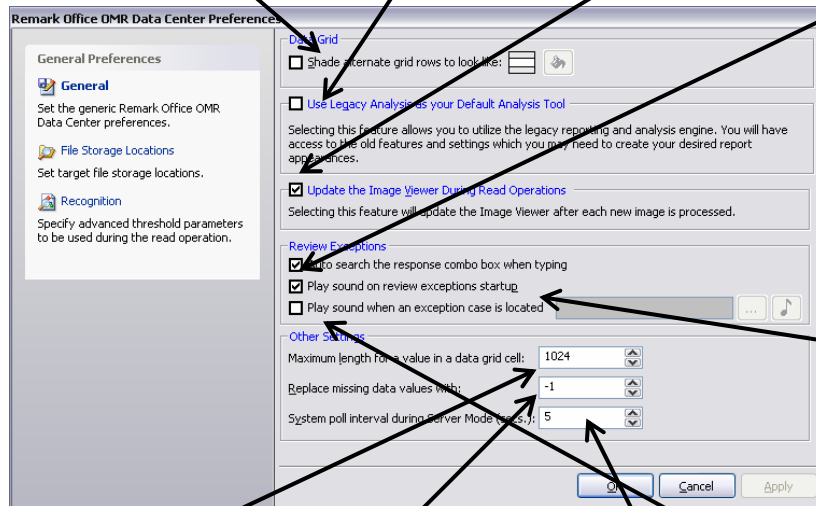 Remark Office OMR Data Center Preferences
General Preferences
General
Set the generic Remark Office OMR
Data Center preferences.
File Storage Locations
Set target file storage locations.
Recognition
Specify advanced threshold parameters
to be used during the read operation.
Data Grid
Shade alternate grid rows to look like:
Use Legacy Analysis as your Default Analysis Tool
Selecting this feature allows you to utilize the legacy reporting and analysis engine. You will have
access to the old features and settings which you may need to create your desired report
appearances.
Update the Image Viewer During Read Operations
Selecting this feature will update the Image Viewer after each new image is processed.
Review Exceptions
Auto search the response combo box when typing
Play sound on review exceptions startup
Play sound when an exception case is located
...
Other Settings
Maximum length for a value in a data grid cell: 1024
Replace missing data values with: -1
System poll interval during Server Mode (secs.): 5
OK Cancel Apply